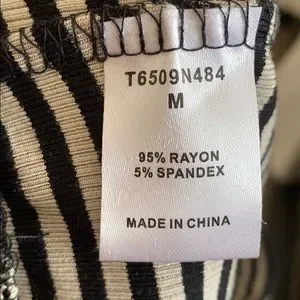 T6509N484
M
95% RAYON
5% SPANDEX
MADE IN CHINA